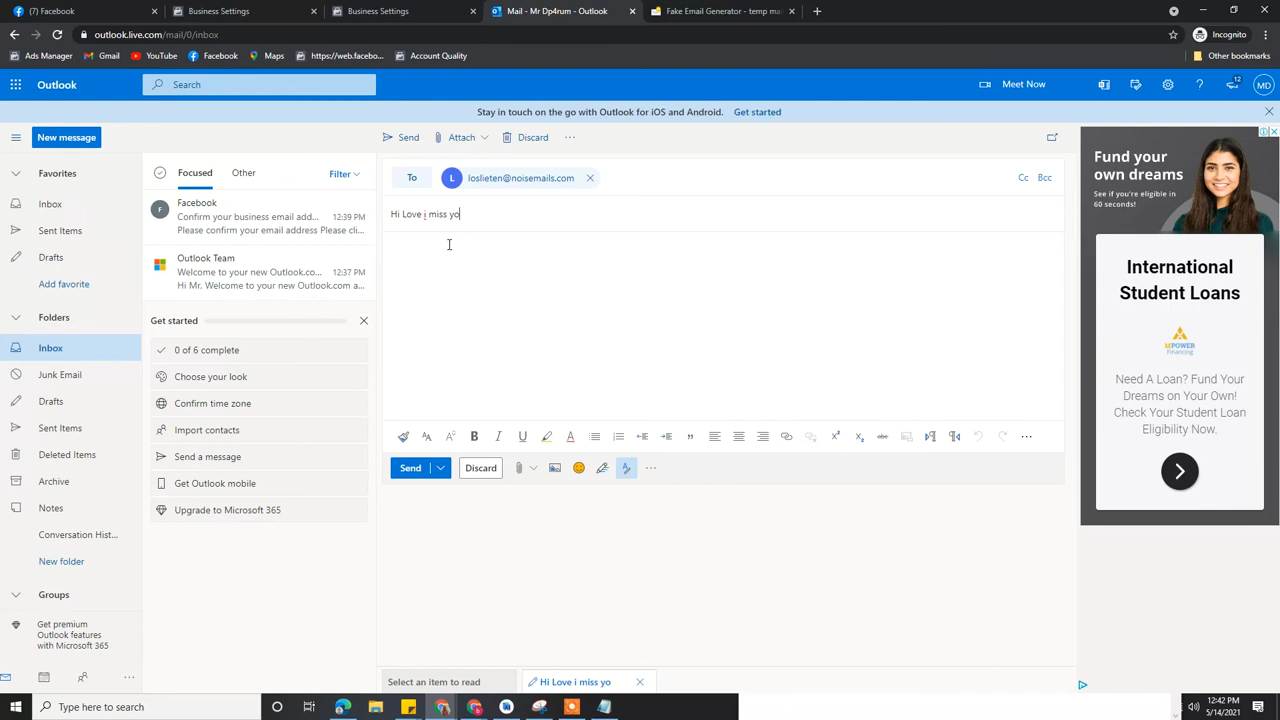 (7) Facebook
Business Settings
Business Settings
Mail - Mr Dp4rum - Outlook
Fake Email Generator - temp ma
outlook.live.com/mail/0/inbox
Incognito
Ads Manager
Gmail
YouTube
Facebook
Maps
https://web.facebo...
Account Quality
Other bookmarks
Outlook
Search
Meet Now
12
MD
Stay in touch on the go with Outlook for iOS and Android. Get started
New message
Send
Attach
Discard
Favorites
Inbox
Sent Items
Drafts
Add favorite
Folders
Inbox
Junk Email
Drafts
Sent Items
Deleted Items
Archive
Notes
Conversation Hist...
New folder
Groups
Get premium
Outlook features
with Microsoft 365
Focused
Other
Filter
F
Facebook
Confirm your business email add...
12:39 PM
Please confirm your email address Please cli...
Outlook Team
Welcome to your new Outlook.co...
12:37 PM
Hi Mr. Welcome to your new Outlook.com a...
Get started
0 of 6 complete
Choose your look
Confirm time zone
Import contacts
Send a message
Get Outlook mobile
Upgrade to Microsoft 365
To
L
loslieten@noisemails.com
Cc
Bcc
Hi Love i miss yo
Send
Discard
Select an item to read
Hi Love i miss yo
Fund your
own dreams
See if you're eligible in
60 seconds!
International
Student Loans
MPOWER
Financing
Need A Loan? Fund Your
Dreams on Your Own!
Check Your Student Loan
Eligibility Now.
Type here to search
12:42 PM
5/14/2021